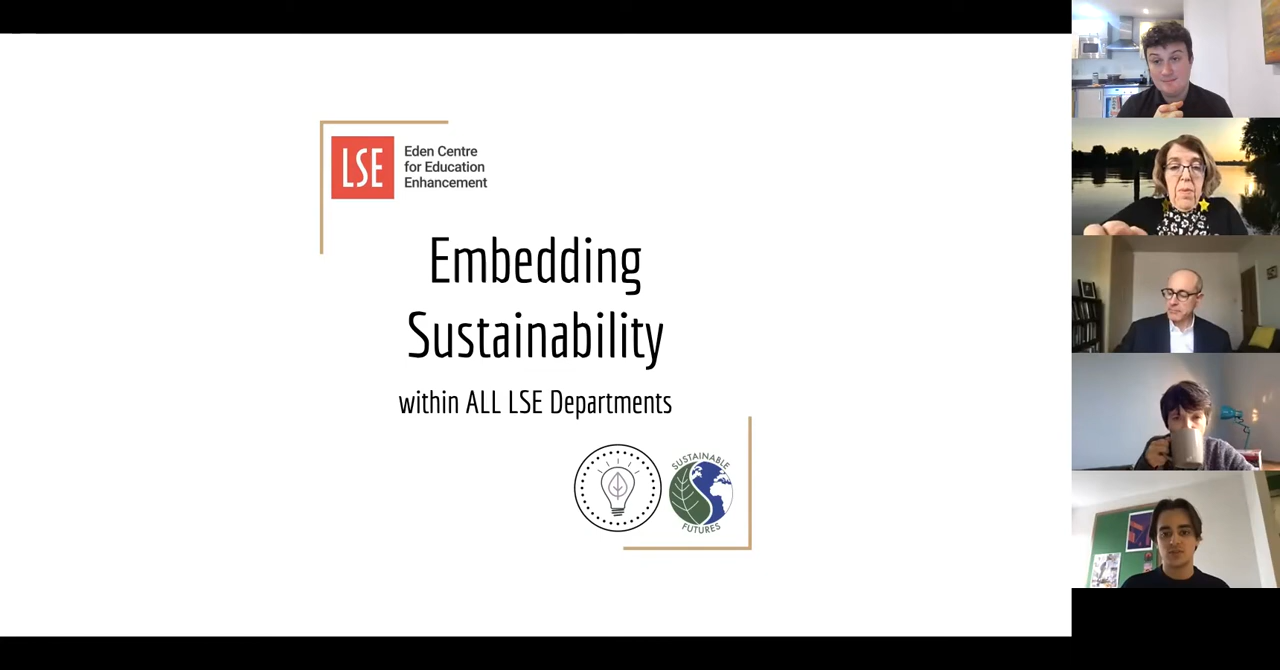 LSE
Eden Centre
for Education
Enhancement
Embedding
Sustainability
within ALL LSE Departments
SUSTAINABLE
FUTURES